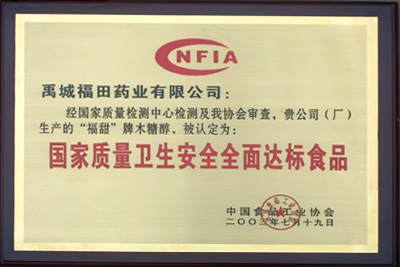 CNFIA
禹城福田药业有限公司：
经国家质量检测中心检测及我协会审查，贵公司（厂）
生产的“福甜”牌木糖醇，被认定为：
国家质量卫生安全全面达标食品
中国食品工业协会
二〇〇三年七月十九日